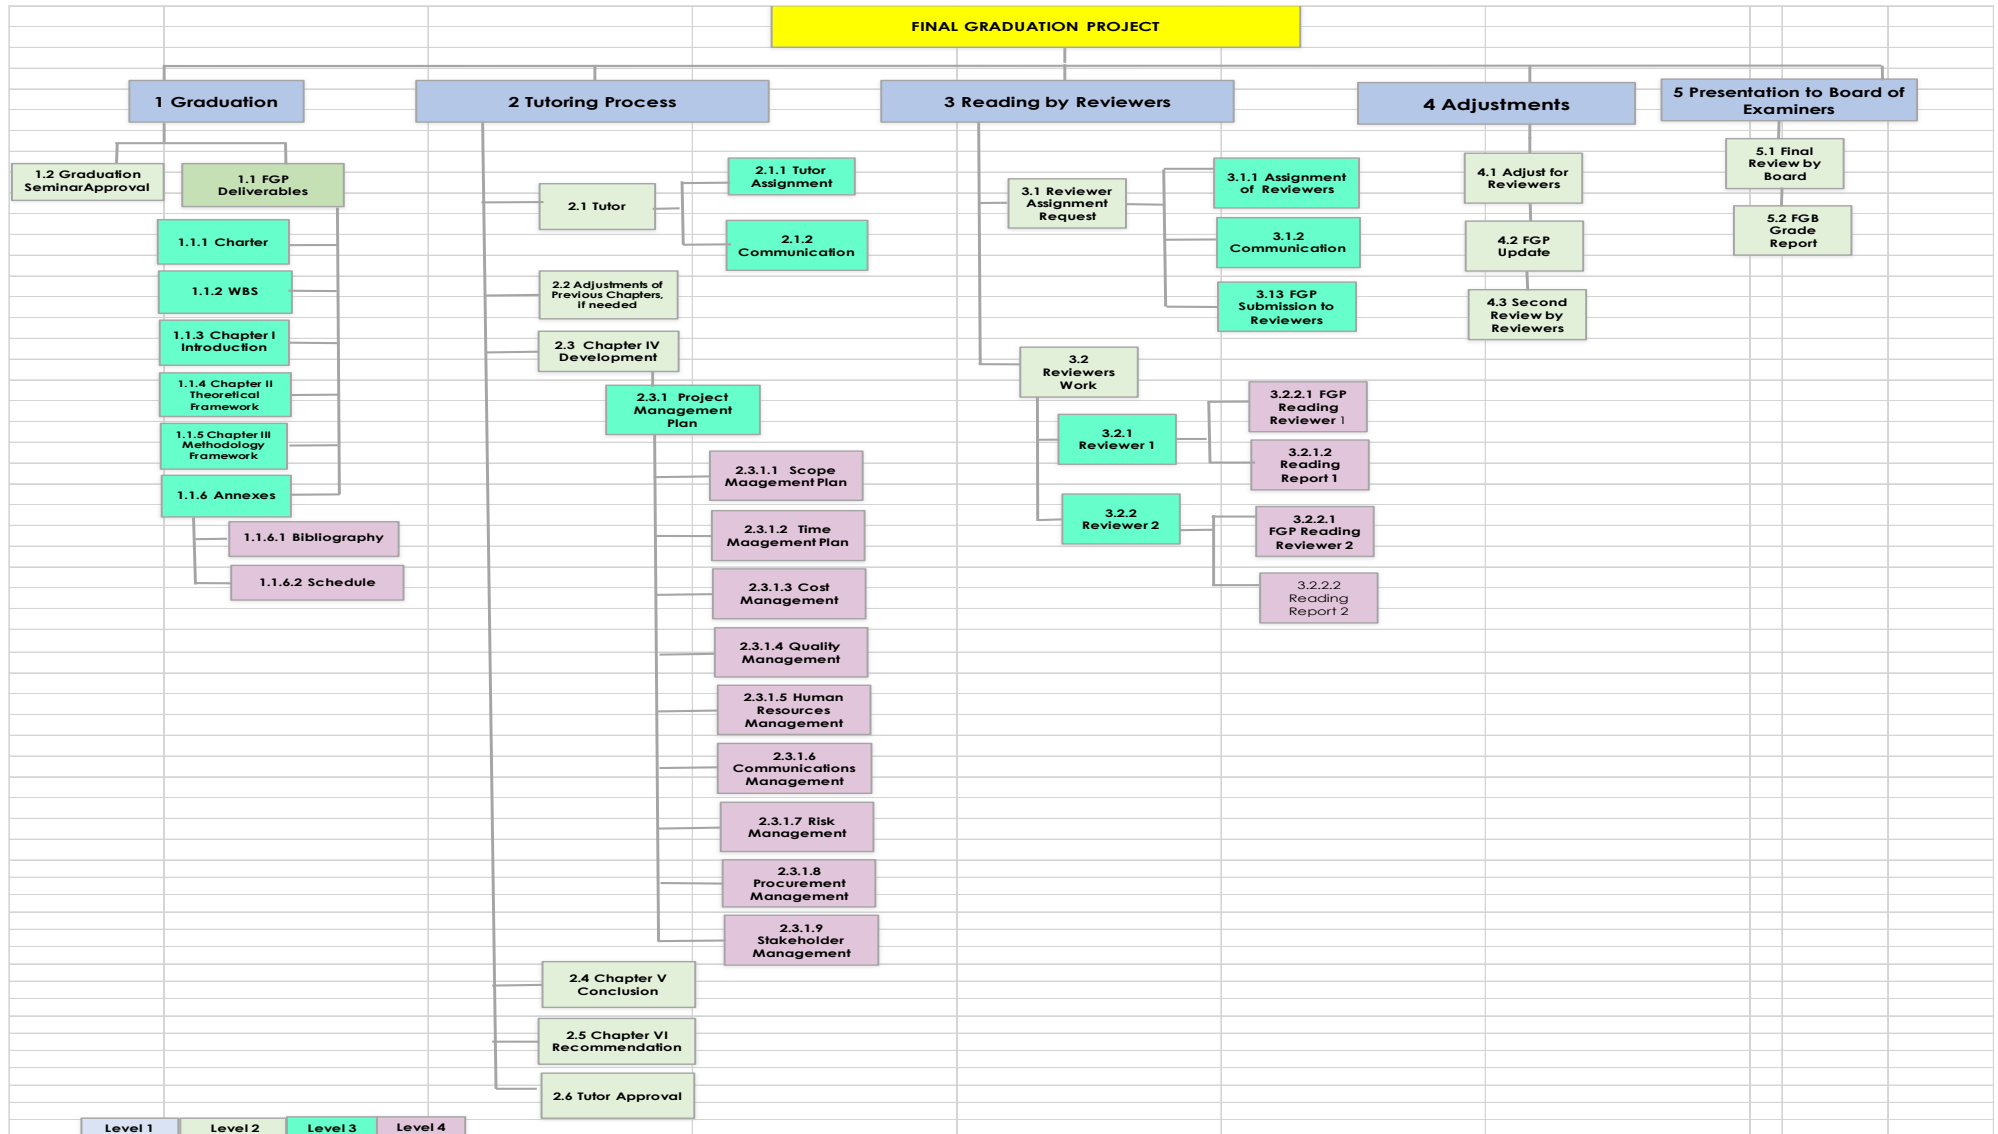 FINAL GRADUATION PROJECT
1 Graduation
1.2 Graduation
SeminarApproval
1.1 FGP
Deliverables
1.1.1 Charter
1.1.2 WBS
1.1.3 Chapter I
Introduction
1.1.4 Chapter II
Theoretical
Framework
1.1.5 Chapter III
Methodology
Framework
1.1.6 Annexes
1.1.6.1 Bibliography
1.1.6.2 Schedule
2 Tutoring Process
2.1 Tutor
2.1.1 Tutor
Assignment
2.1.2
Communication
2.2 Adjustments of
Previous Chapters,
if needed
2.3 Chapter IV
Development
2.3.1 Project
Management
Plan
2.3.1.1 Scope
Maagement Plan
2.3.1.2 Time
Maagement Plan
2.3.1.3 Cost
Management
2.3.1.4 Quality
Management
2.3.1.5 Human
Resources
Management
2.3.1.6
Communications
Management
2.3.1.7 Risk
Management
2.3.1.8
Procurement
Management
2.3.1.9
Stakeholder
Management
2.4 Chapter V
Conclusion
2.5 Chapter VI
Recommendation
2.6 Tutor Approval
3 Reading by Reviewers
3.1 Reviewer
Assignment
Request
3.1.1 Assignment
of Reviewers
3.1.2
Communication
3.13 FGP
Submission to
Reviewers
3.2
Reviewers
Work
3.2.1
Reviewer 1
3.2.2.1 FGP
Reading
Reviewer 1
3.2.1.2
Reading
Report 1
3.2.2
Reviewer 2
3.2.2.1
FGP Reading
Reviewer 2
3.2.2.2
Reading
Report 2
4 Adjustments
4.1 Adjust for
Reviewers
4.2 FGP
Update
4.3 Second
Review by
Reviewers
5 Presentation to Board of
Examiners
5.1 Final
Review by
Board
5.2 FGB
Grade
Report
Level 1
Level 2
Level 3
Level 4